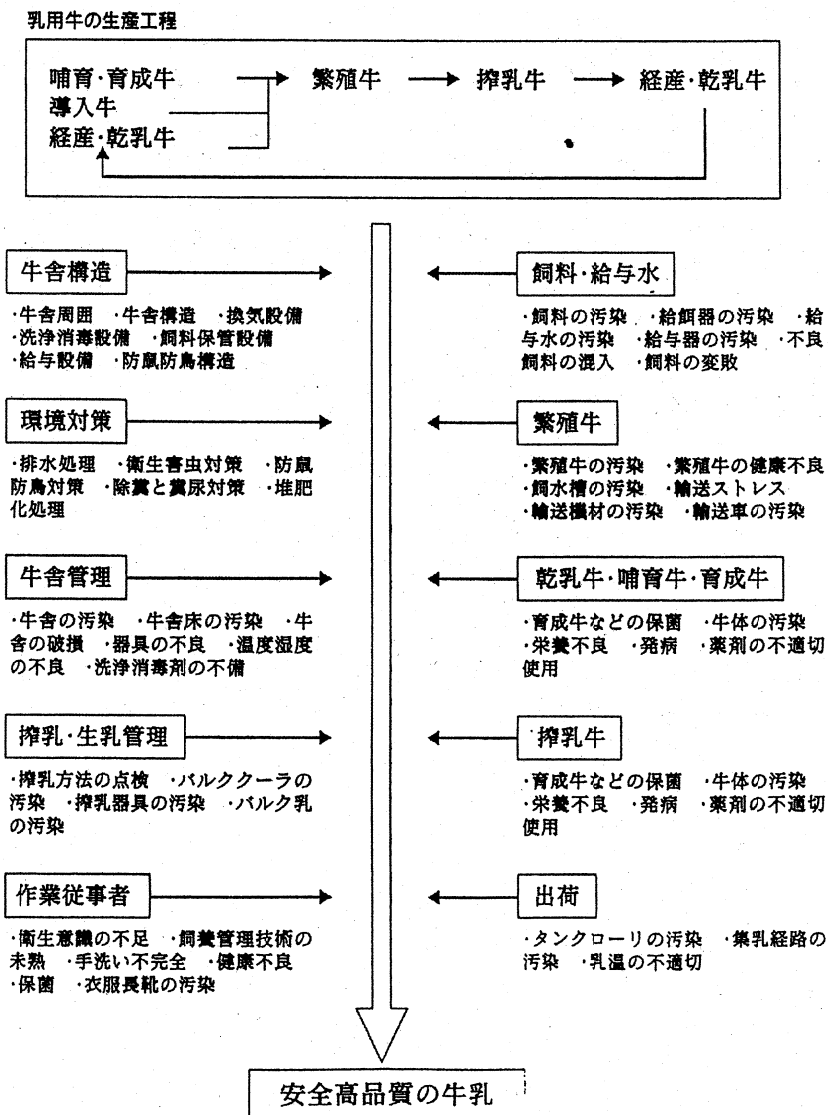 乳用牛の生産工程
哺育・育成牛
導入牛
経産・乾乳牛
繁殖牛
搾乳牛
経産・乾乳牛
牛舎構造
・牛舎周囲 ・牛舎構造 ・換気設備
・洗浄消毒設備 ・飼料保管設備
・給与設備 ・防鼠防鳥構造
環境対策
・排水処理 ・衛生害虫対策 ・防鼠
防鳥対策 ・除糞と糞尿対策 ・堆肥
化処理
牛舎管理
・牛舎の汚染 ・牛舎床の汚染 ・牛
舎の破損 ・器具の不良 ・温度湿度
の不良 ・洗浄消毒剤の不備
搾乳・生乳管理
・搾乳方法の点検 ・バルククーラの
汚染 ・搾乳器具の汚染 ・バルク乳
の汚染
作業従事者
・衛生意識の不足 ・飼養管理技術の
未熟 ・手洗い不完全 ・健康不良
・保菌 ・衣服長靴の汚染
飼料・給与水
・飼料の汚染 ・給餌器の汚染 ・給
与水の汚染 ・給与器の汚染 ・不良
飼料の混入 ・飼料の変敗
繁殖牛
・繁殖牛の汚染 ・繁殖牛の健康不良
・飼水槽の汚染 ・輸送ストレス
・輸送機材の汚染 ・輸送車の汚染
乾乳牛・哺育牛・育成牛
・育成牛などの保菌 ・牛体の汚染
・栄養不良 ・発病 ・薬剤の不適切
使用
搾乳牛
・育成牛などの保菌 ・牛体の汚染
・栄養不良 ・発病 ・薬剤の不適切
使用
出荷
・タンクローリの汚染 ・集乳経路の
汚染 ・乳温の不適切
安全高品質の牛乳